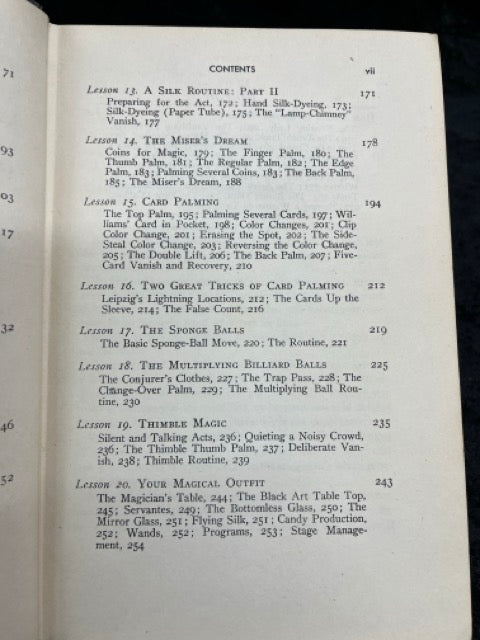 CONTENTS
vii
71
Lesson 13. A SILK ROUTINE: PART II 171
Preparing for the Act, 172; Hand Silk-Dyeing, 173;
Silk-Dyeing (Paper Tube), 175; The "Lamp-Chimney"
Vanish, 177
93
Lesson 14. THE MISER'S DREAM 178
Coins for Magic, 179; The Finger Palm, 180; The
Thumb Palm, 181; The Regular Palm, 182; The Edge
Palm, 183; Palming Several Coins, 183; The Back Palm,
185; The Miser's Dream, 188
03
Lesson 15. CARD PALMING 194
The Top Palm, 195; Palming Several Cards, 197; Wil-
liams' Card in Pocket, 198; Color Changes, 201; Clip
17
Color Change, 201; Erasing the Spot, 202; The Side-
Steal Color Change, 203; Reversing the Color Change,
205; The Double Lift, 206; The Back Palm, 207; Five-
Card Vanish and Recovery, 210
Lesson 16. TWO GREAT TRICKS OF CARD PALMING 212
Leipzig's Lightning Locations, 212; The Cards Up the
Sleeve, 214; The False Count, 216
32
Lesson 17. THE SPONGE BALLS 219
The Basic Sponge-Ball Move, 220; The Routine, 221
Lesson 18. THE MULTIPLYING BILLIARD BALLS 225
The Conjurer's Clothes, 227; The Trap Pass, 228; The
Change-Over Palm, 229; The Multiplying Ball Rou-
tine, 230
46
Lesson 19. THIMBLE MAGIC 235
Silent and Talking Acts, 236; Quieting a Noisy Crowd,
236; The Thimble Thumb Palm, 237; Deliberate Van-
ish, 238; Thimble Routine, 239
52
Lesson 20. YOUR MAGICAL OUTFIT 243
The Magician's Table, 244; The Black Art Table Top,
245; Servantes, 249; The Bottomless Glass, 250; The
Mirror Glass, 251; Flying Silk, 251; Candy Production,
252; Wands, 252; Programs, 253; Stage Manage-
ment, 254